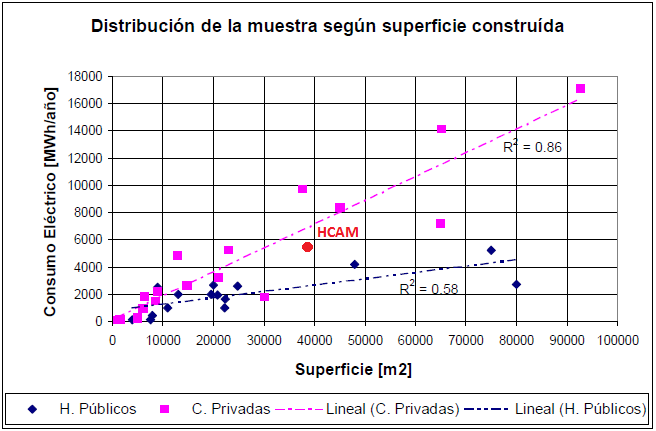 Distribución de la muestra según superficie construída
Consumo Eléctrico [MWh/año]
18000
16000
14000
12000
10000
8000
6000
4000
2000
0
R² = 0.86
HCAM
R² = 0.58
0 10000 20000 30000 40000 50000 60000 70000 80000 90000 100000
Superficie [m2]
H. Públicos C. Privadas Lineal (C. Privadas) Lineal (H. Públicos)